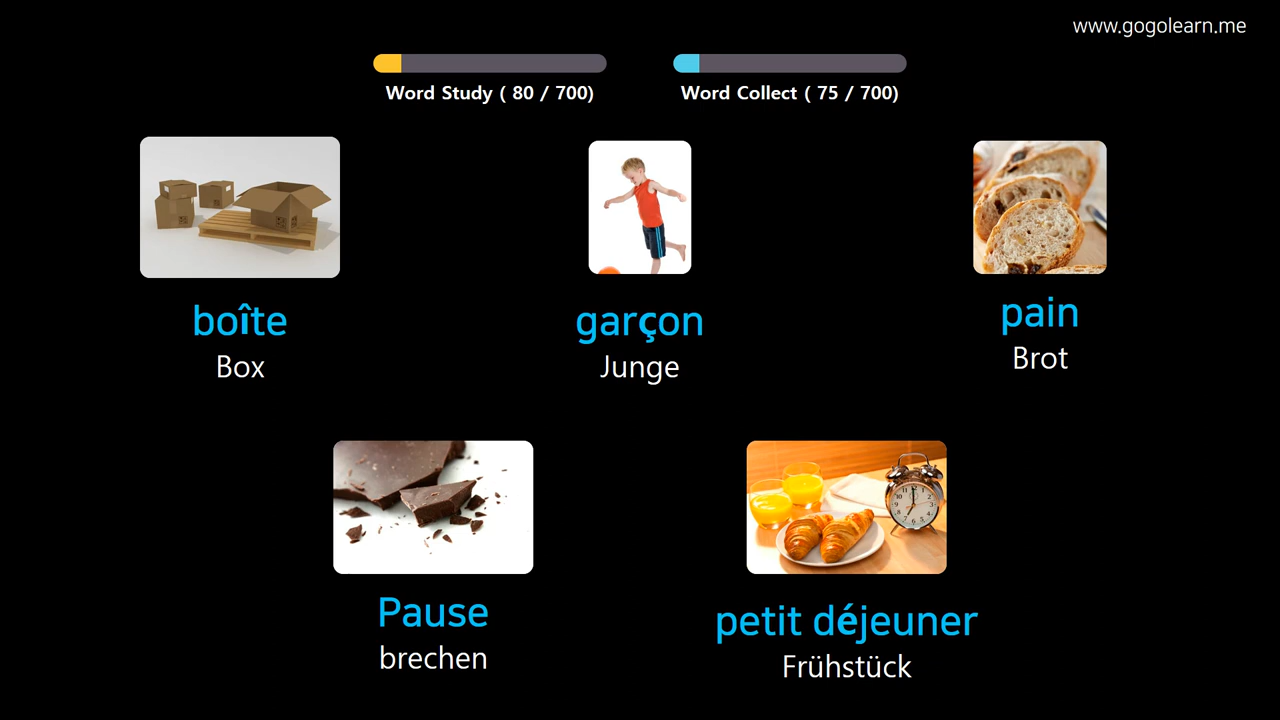 www.gogolearn.me
Word Study ( 80 / 700)
Word Collect ( 75 / 700)
boîte
Box
garçon
Junge
pain
Brot
Pause
brechen
petit déjeuner
Frühstück